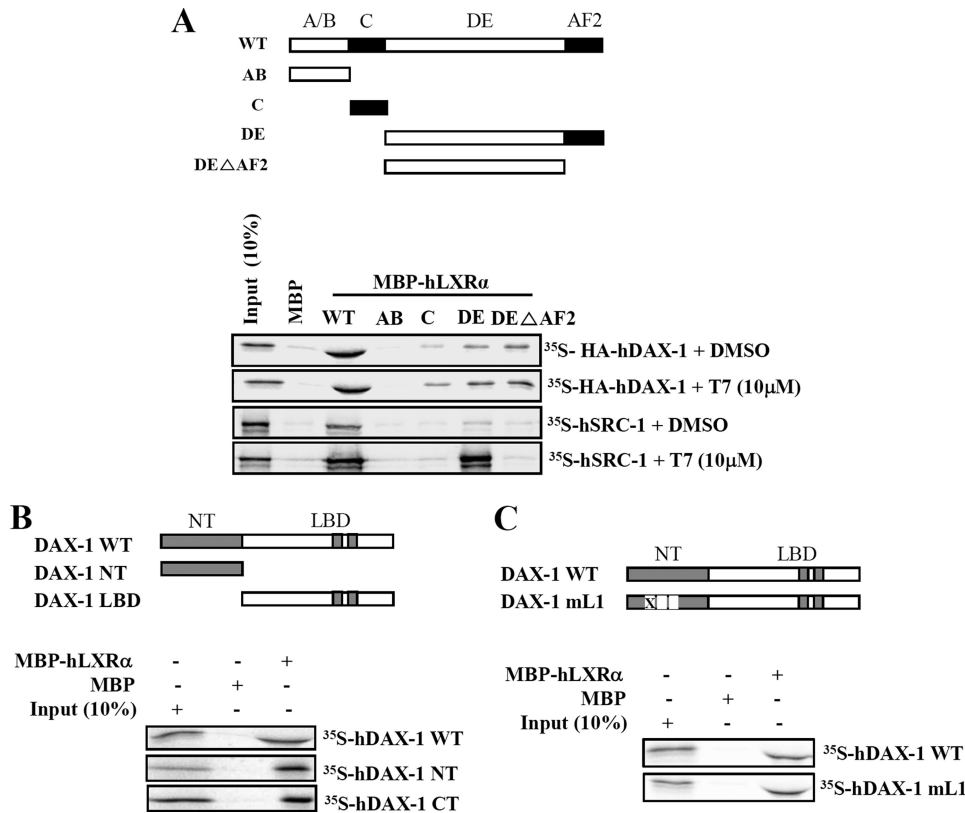 A
A/B C DE AF2
WT
AB
C
DE
DE△AF2
Input (10%)
MBP
MBP-hLXRα
WT AB C DE DE△AF2
³⁵S- HA-hDAX-1 + DMSO
³⁵S-HA-hDAX-1 + T7 (10μM)
³⁵S-hSRC-1 + DMSO
³⁵S-hSRC-1 + T7 (10μM)
B
NT LBD
DAX-1 WT
DAX-1 NT
DAX-1 LBD
MBP-hLXRα - - +
MBP - + -
Input (10%) + - -
³⁵S-hDAX-1 WT
³⁵S-hDAX-1 NT
³⁵S-hDAX-1 CT
C
NT LBD
DAX-1 WT
DAX-1 mL1
X
MBP-hLXRα - - +
MBP - + -
Input (10%) + - -
³⁵S-hDAX-1 WT
³⁵S-hDAX-1 mL1